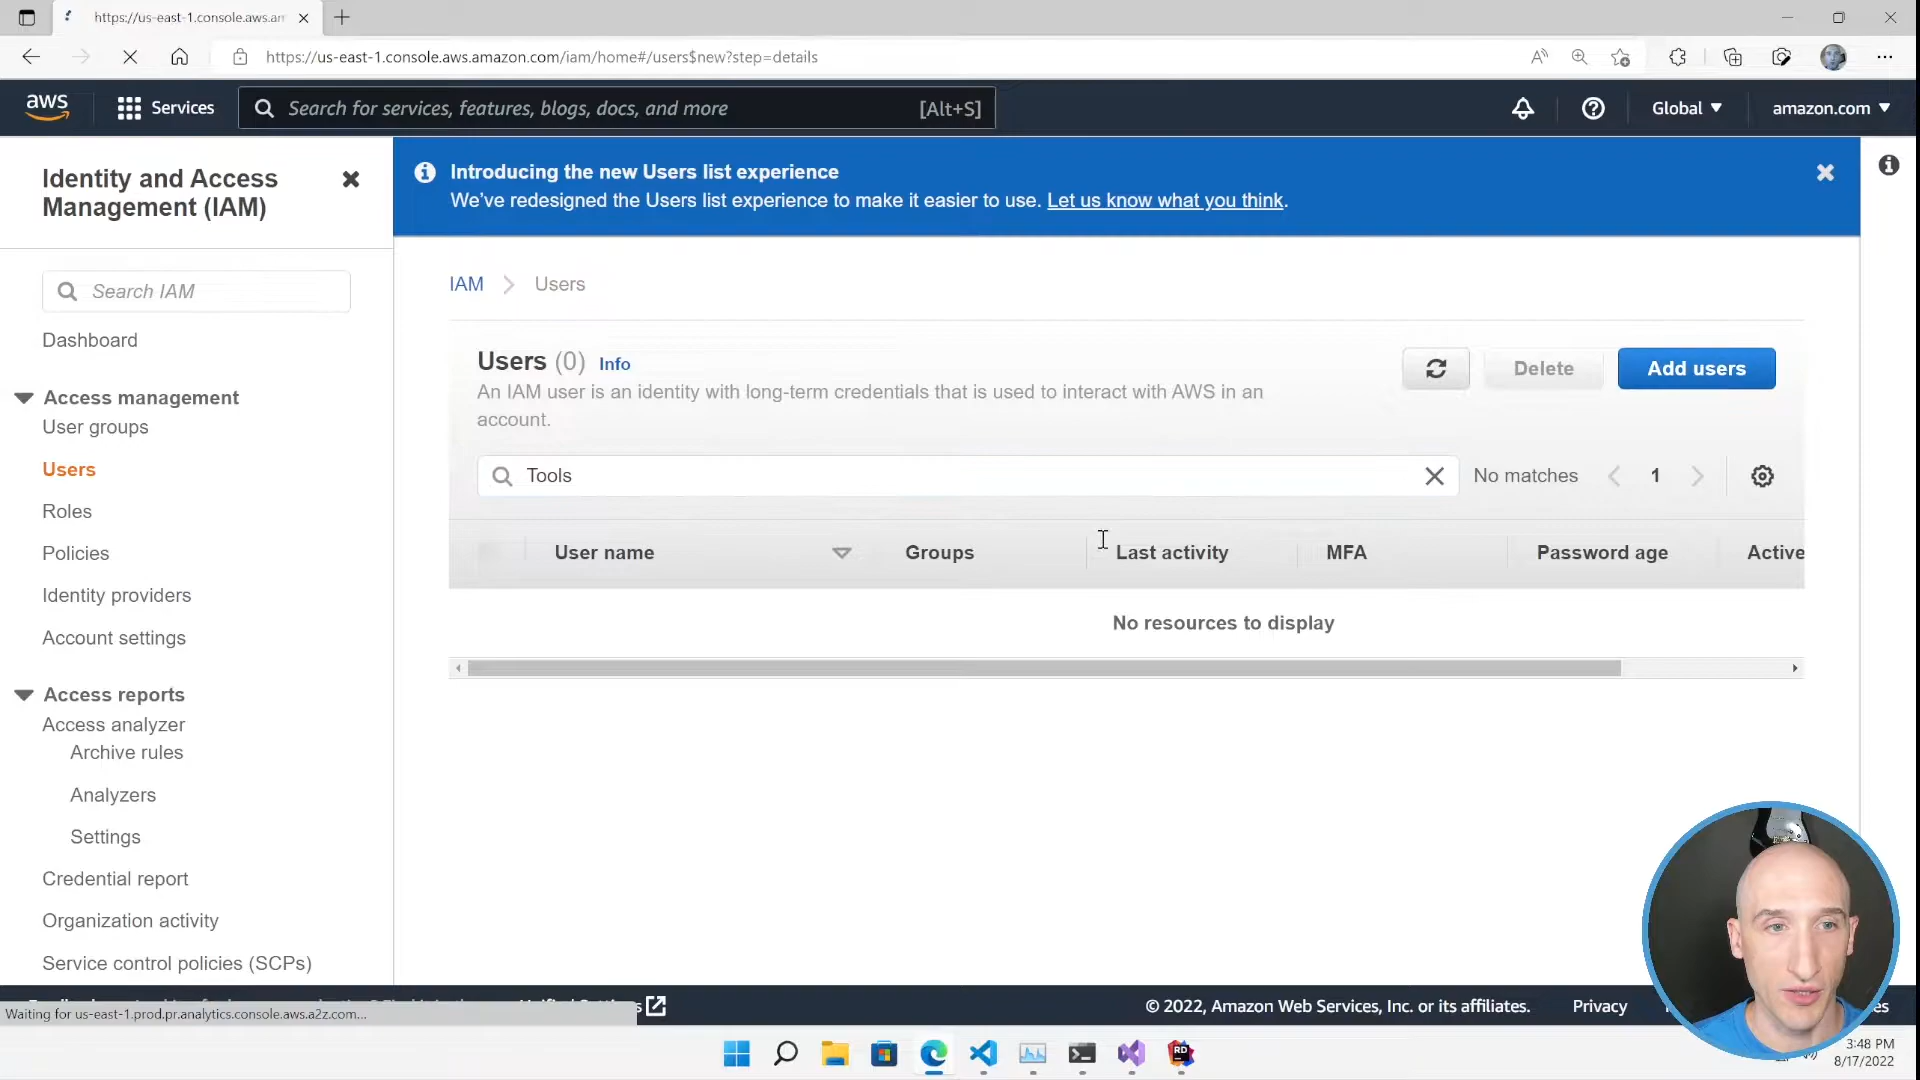 https://us-east-1.console.aws.am
https://us-east-1.console.aws.amazon.com/iam/home#/users$new?step=details
aws
Services
Search for services, features, blogs, docs, and more
[Alt+S]
Global
amazon.com
Identity and Access
Management (IAM)
Search IAM
Dashboard
Access management
User groups
Users
Roles
Policies
Identity providers
Account settings
Access reports
Access analyzer
Archive rules
Analyzers
Settings
Credential report
Organization activity
Service control policies (SCPs)
Introducing the new Users list experience
We've redesigned the Users list experience to make it easier to use. Let us know what you think.
IAM
Users
Users (0) Info
An IAM user is an identity with long-term credentials that is used to interact with AWS in an
account.
Delete
Add users
Tools
No matches
1
User name
Groups
Last activity
MFA
Password age
Active
No resources to display
Waiting for us-east-1.prod.pr.analytics.console.aws.a2z.com...
© 2022, Amazon Web Services, Inc. or its affiliates.
Privacy
RD
3:48 PM
8/17/2022